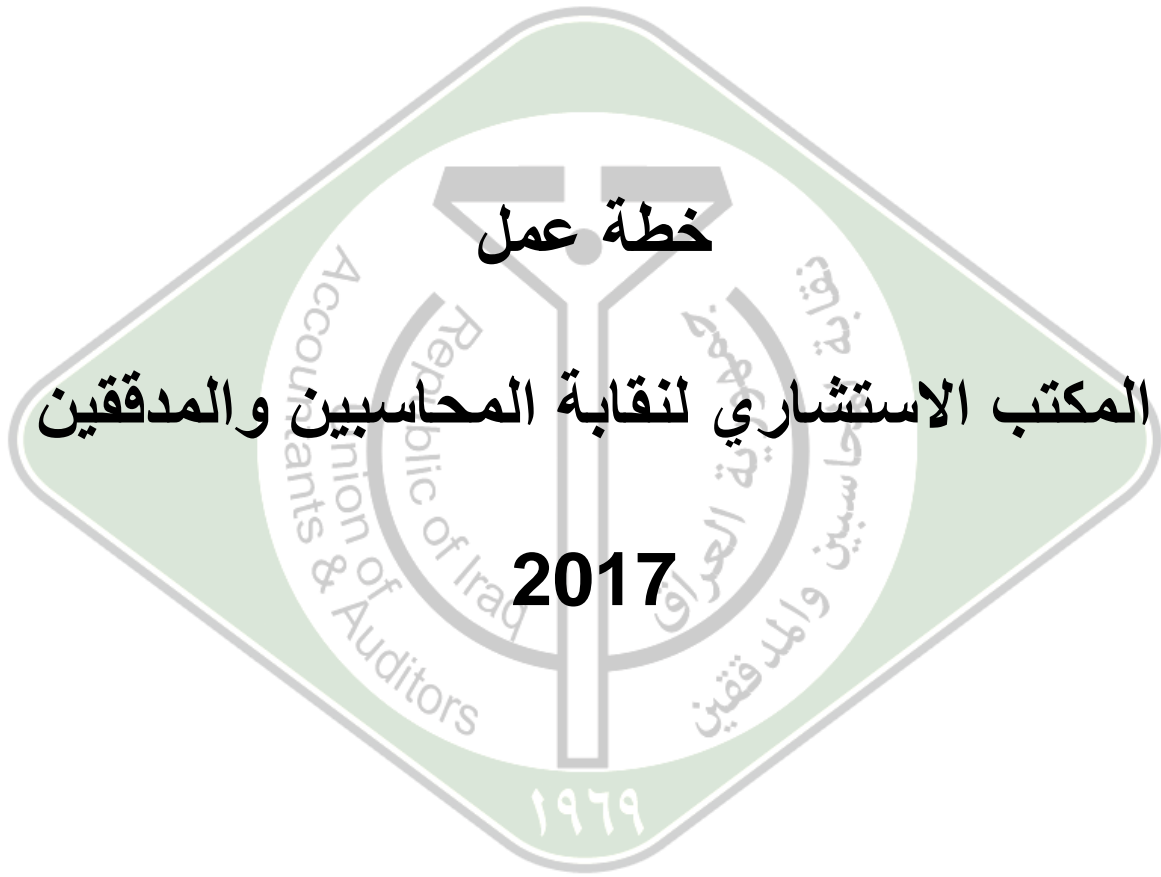 خطة عمل
المكتب الاستشاري لنقابة المحاسبين والمدققين
2017
نقابة المحاسبين والمدققين
جمهورية العراق
Republic of Iraq
Union of
Accountants & Auditors
١٩٦٩